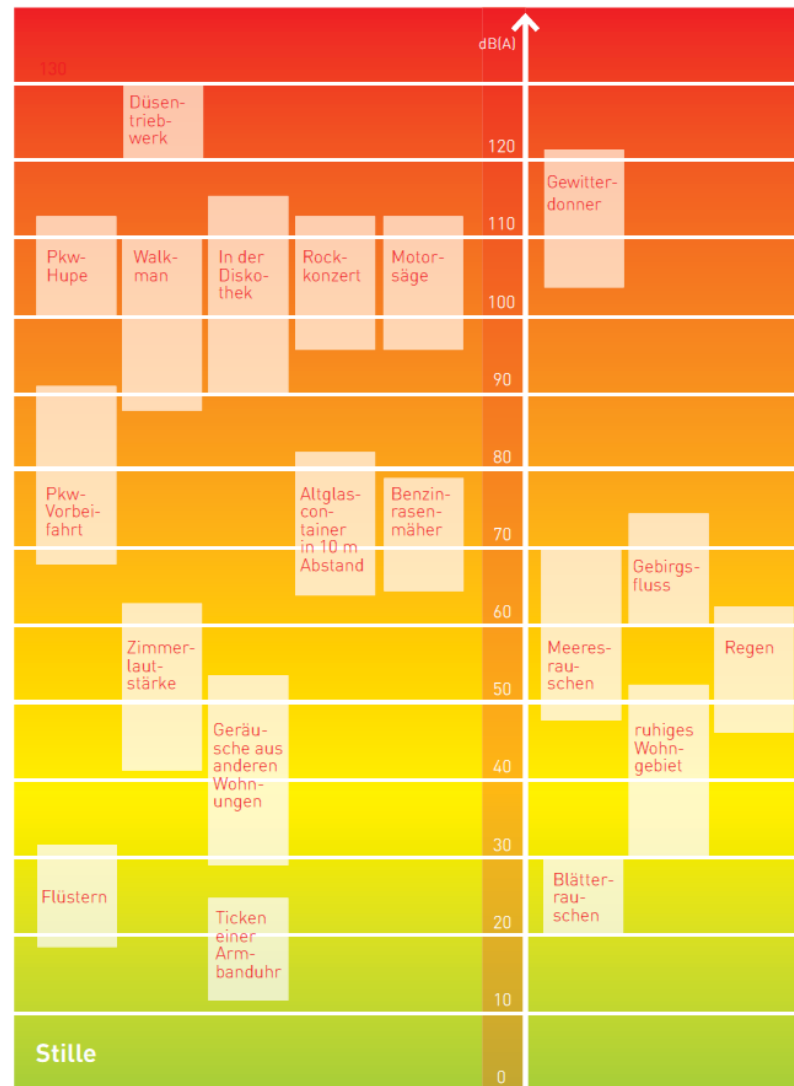 dB(A)
130
Düsen-
trieb-
werk
120
Gewitter-
donner
110
Pkw-
Hupe
Walk-
man
In der
Disko-
thek
Rock-
konzert
Motor-
säge
100
90
80
Pkw-
Vorbei-
fahrt
Altglas-
con-
tainer
in 10 m
Abstand
Benzin-
rasen-
mäher
70
Gebirgs-
fluss
60
Zimmer-
laut-
stärke
Meeres-
rau-
schen
Regen
50
Geräu-
sche aus
anderen
Wohn-
ungen
ruhiges
Wohn-
gebiet
40
30
Flüstern
Blätter-
rau-
schen
20
Ticken
einer
Arm-
banduhr
10
Stille
0